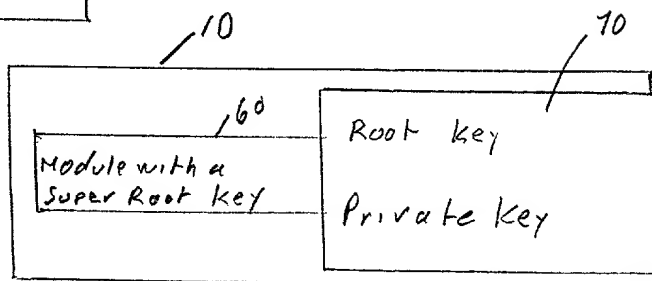 10
70
60
Root key
Module with a
Super Root key
Private key